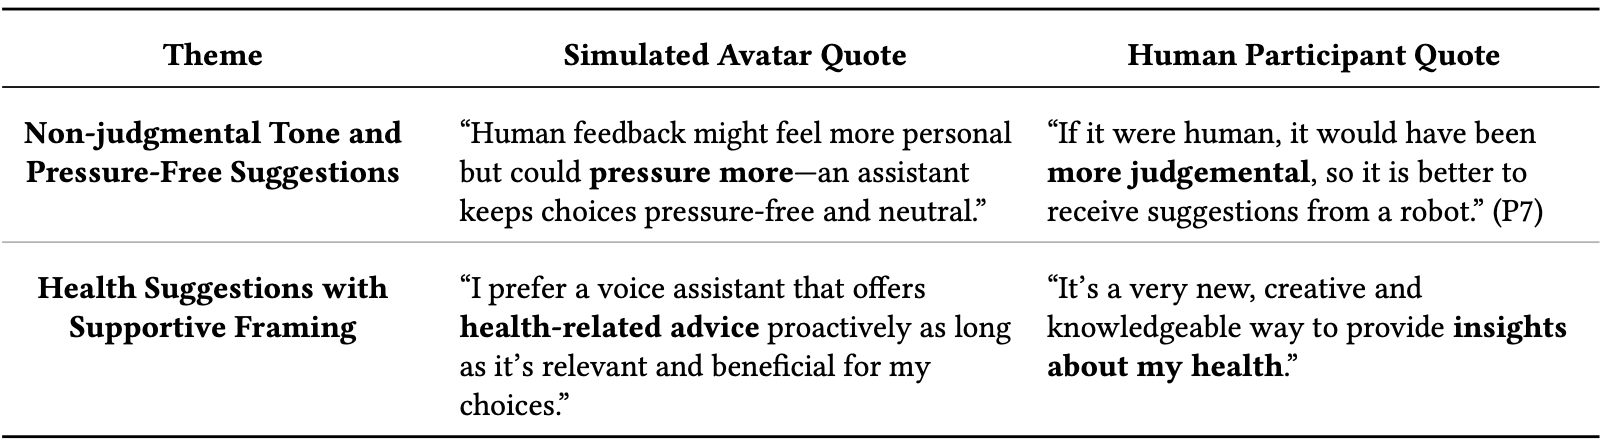 Theme
Simulated Avatar Quote
Human Participant Quote
Non-judgmental Tone and
Pressure-Free Suggestions
“Human feedback might feel more personal
but could pressure more—an assistant
keeps choices pressure-free and neutral.”
“If it were human, it would have been
more judgemental, so it is better to
receive suggestions from a robot.” (P7)
Health Suggestions with
Supportive Framing
“I prefer a voice assistant that offers
health-related advice proactively as long
as it’s relevant and beneficial for my
choices.”
“It’s a very new, creative and
knowledgeable way to provide insights
about my health.”